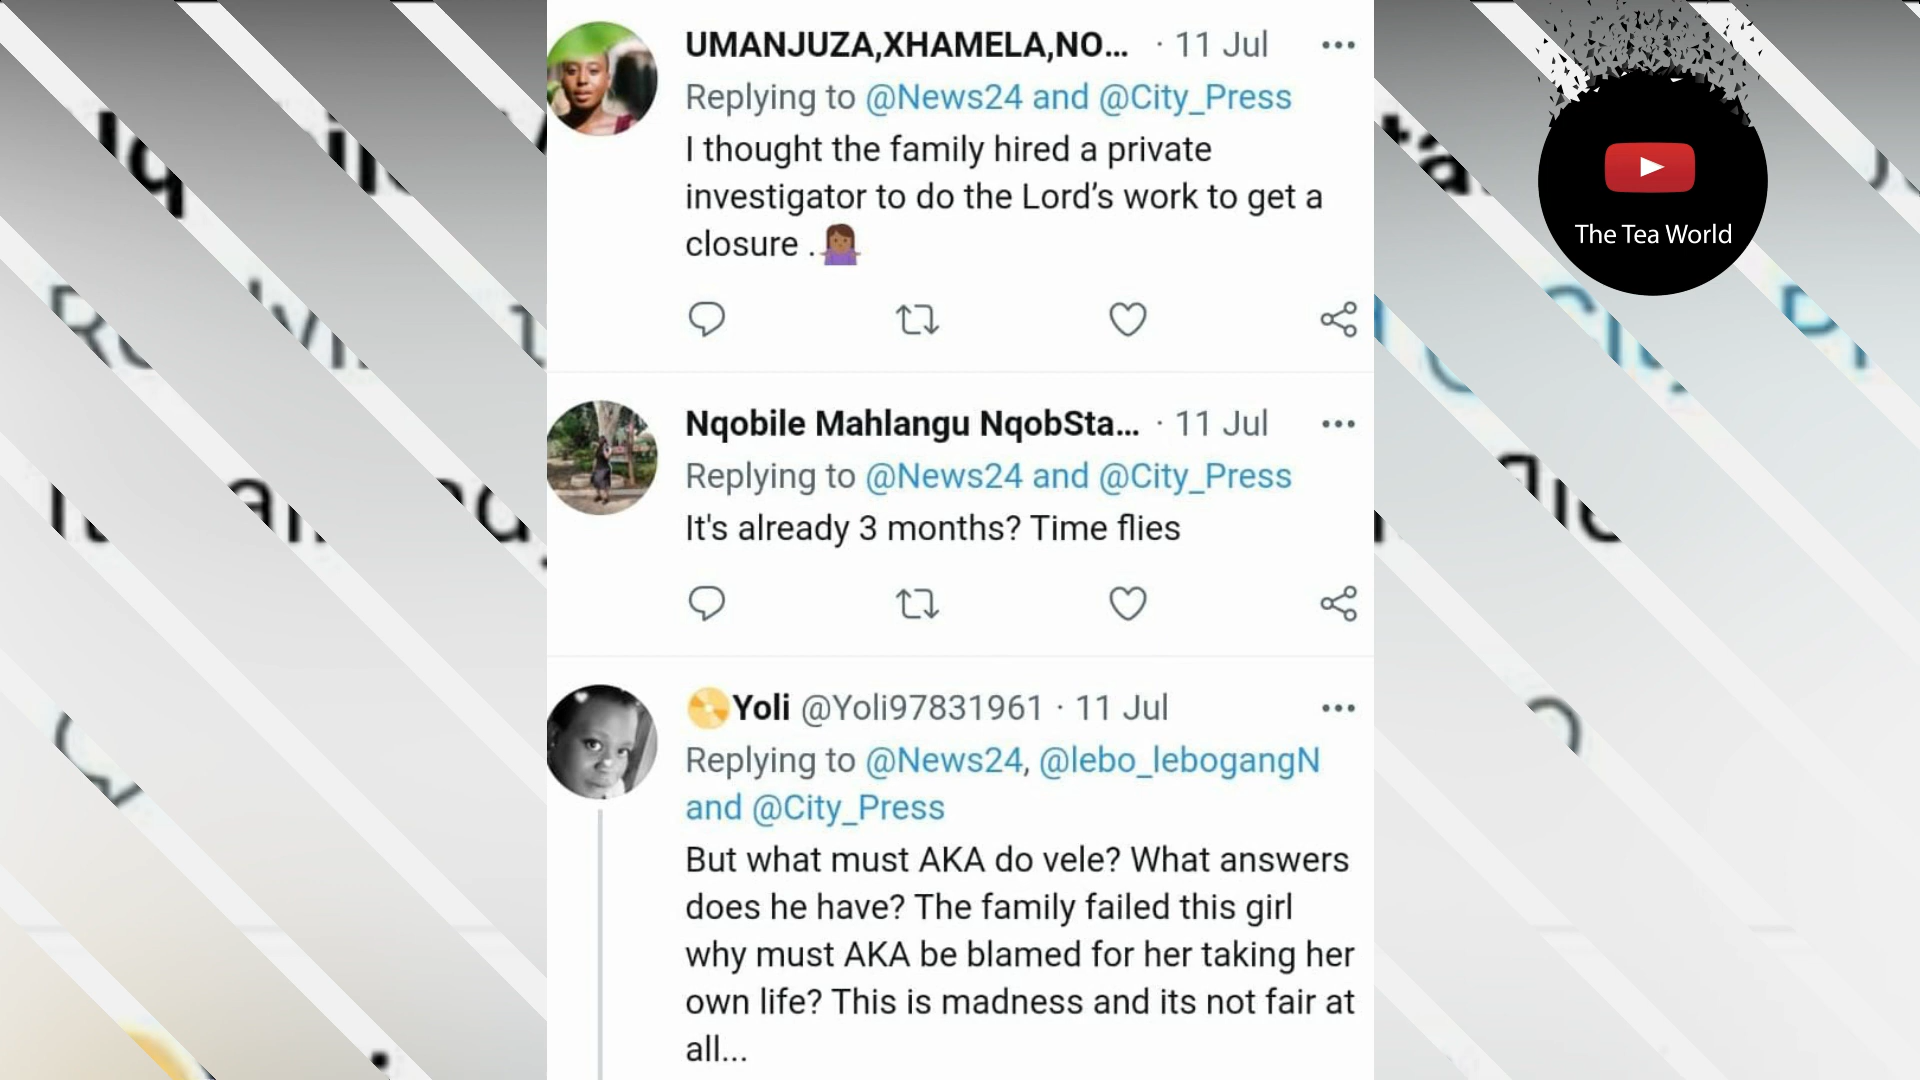 UMANJUZA,XHAMELA,NO... · 11 Jul
Replying to @News24 and @City_Press
I thought the family hired a private
investigator to do the Lord's work to get a
closure .🤷🏾‍♀️
Nqobile Mahlangu NqobSta... · 11 Jul
Replying to @News24 and @City_Press
It's already 3 months? Time flies
Yoli @Yoli97831961 · 11 Jul
Replying to @News24, @lebo_lebogangN
and @City_Press
But what must AKA do vele? What answers
does he have? The family failed this girl
why must AKA be blamed for her taking her
own life? This is madness and its not fair at
all...
The Tea World